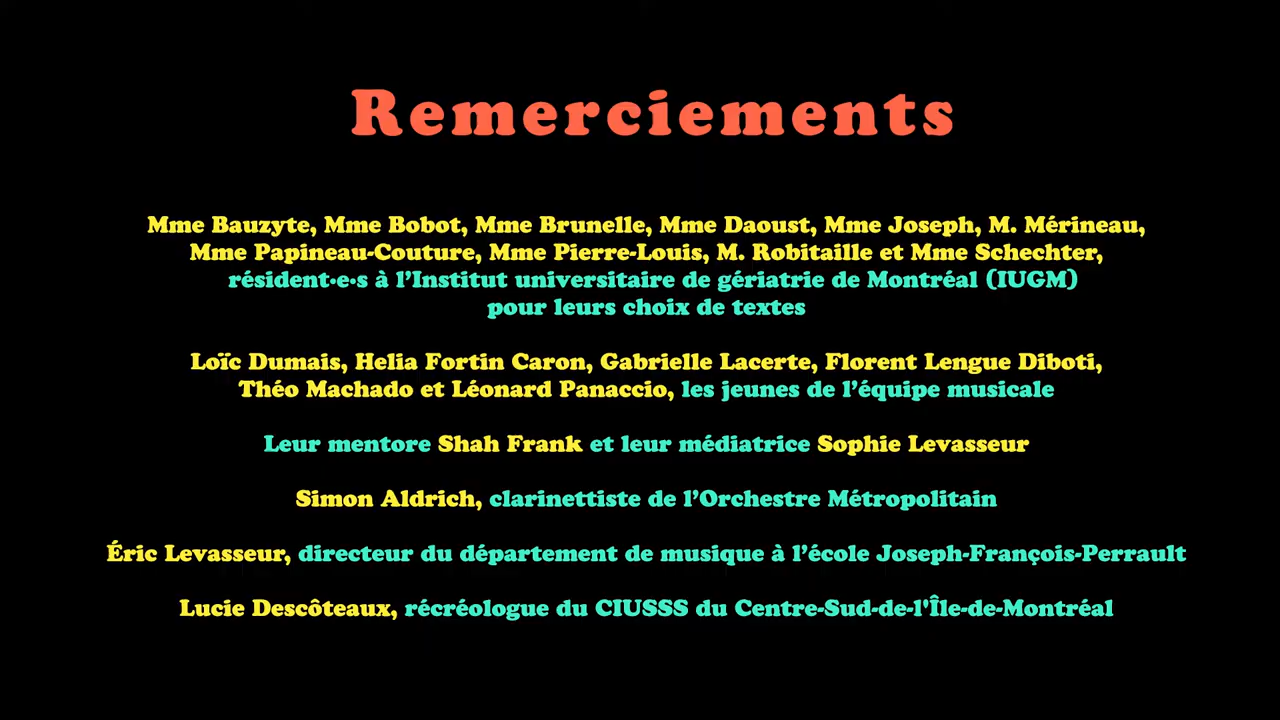 Remerciements
Mme Bauzyte, Mme Bobot, Mme Brunelle, Mme Daoust, Mme Joseph, M. Mérineau,
Mme Papineau-Couture, Mme Pierre-Louis, M. Robitaille et Mme Schechter,
résident·e·s à l’Institut universitaire de gériatrie de Montréal (IUGM)
pour leurs choix de textes
Loïc Dumais, Helia Fortin Caron, Gabrielle Lacerte, Florent Lengue Diboti,
Théo Machado et Léonard Panaccio, les jeunes de l’équipe musicale
Leur mentore Shah Frank et leur médiatrice Sophie Levasseur
Simon Aldrich, clarinettiste de l’Orchestre Métropolitain
Éric Levasseur, directeur du département de musique à l’école Joseph-François-Perrault
Lucie Descôteaux, récréologue du CIUSSS du Centre-Sud-de-l'Île-de-Montréal